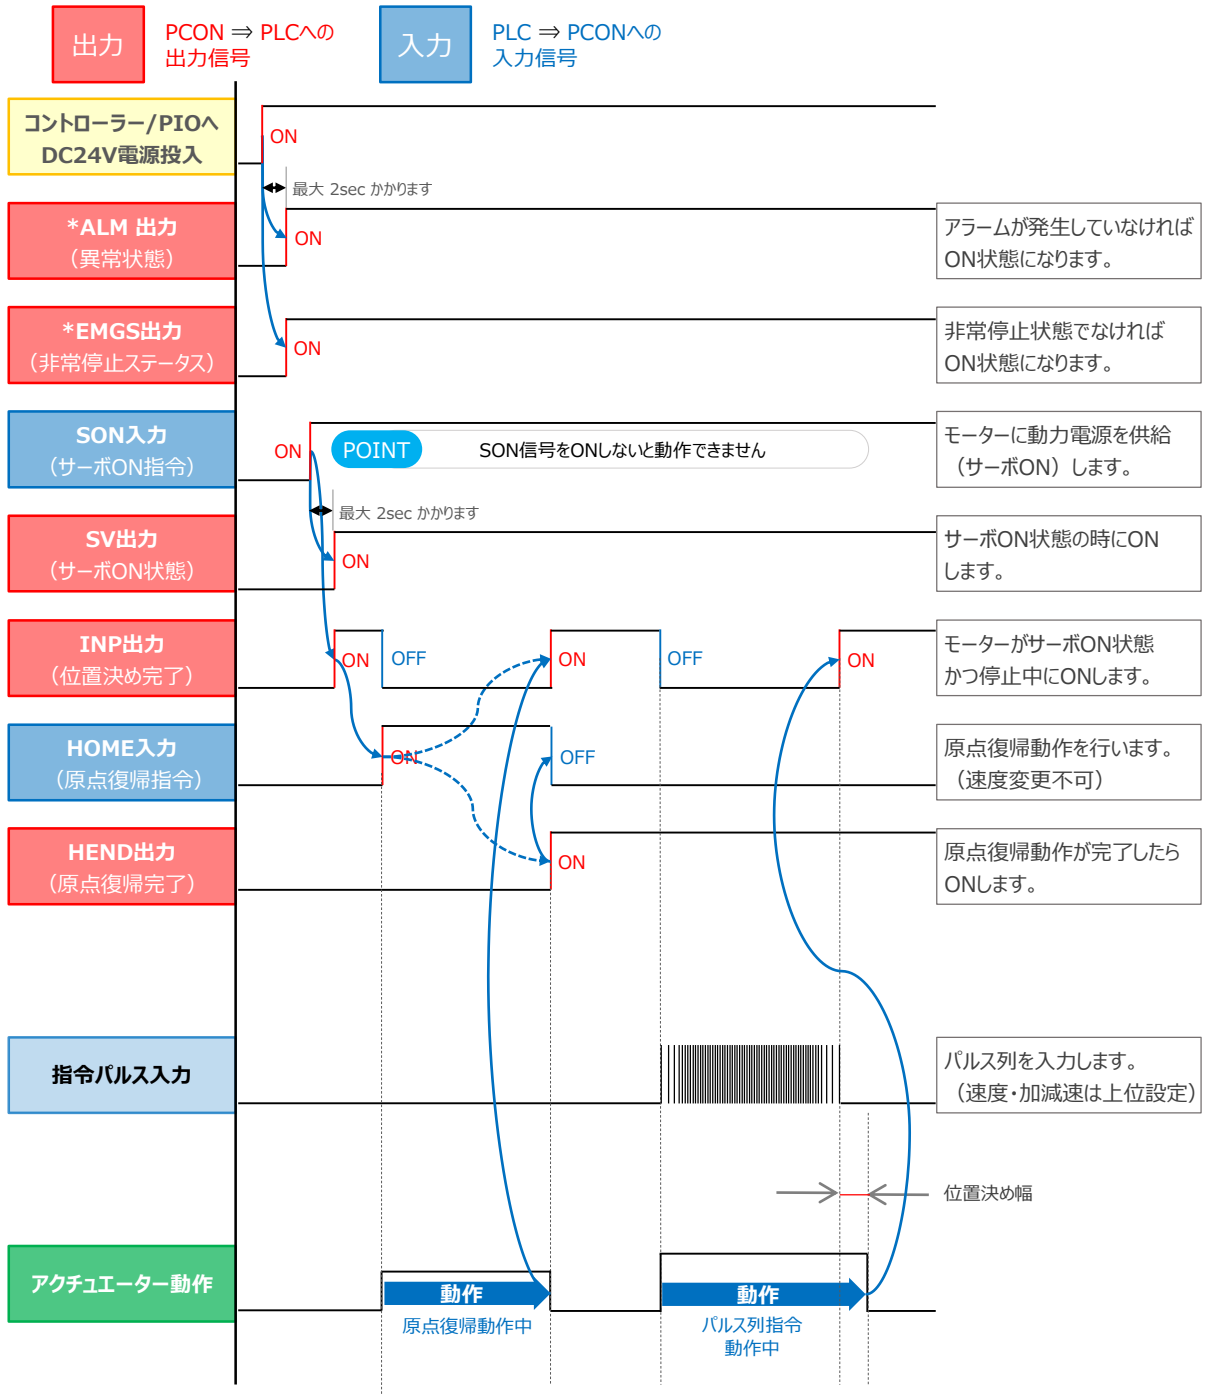 出力
PCON ⇒ PLCへの
出力信号
入力
PLC ⇒ PCONへの
入力信号
コントローラー/PIOへ
DC24V電源投入
ON
最大 2sec かかります
*ALM 出力
（異常状態）
ON
アラームが発生していなければ
ON状態になります。
*EMGS出力
（非常停止ステータス）
ON
非常停止状態でなければ
ON状態になります。
SON入力
（サーボON指令）
ON
POINT
SON信号をONしないと動作できません
モーターに動力電源を供給
（サーボON）します。
最大 2sec かかります
SV出力
（サーボON状態）
ON
サーボON状態の時にON
します。
INP出力
（位置決め完了）
ON
OFF
ON
OFF
ON
モーターがサーボON状態
かつ停止中にONします。
HOME入力
（原点復帰指令）
ON
OFF
原点復帰動作を行います。
（速度変更不可）
HEND出力
（原点復帰完了）
ON
原点復帰動作が完了したら
ONします。
指令パルス入力
パルス列を入力します。
（速度・加減速は上位設定）
位置決め幅
アクチュエーター動作
動作
原点復帰動作中
動作
パルス列指令
動作中